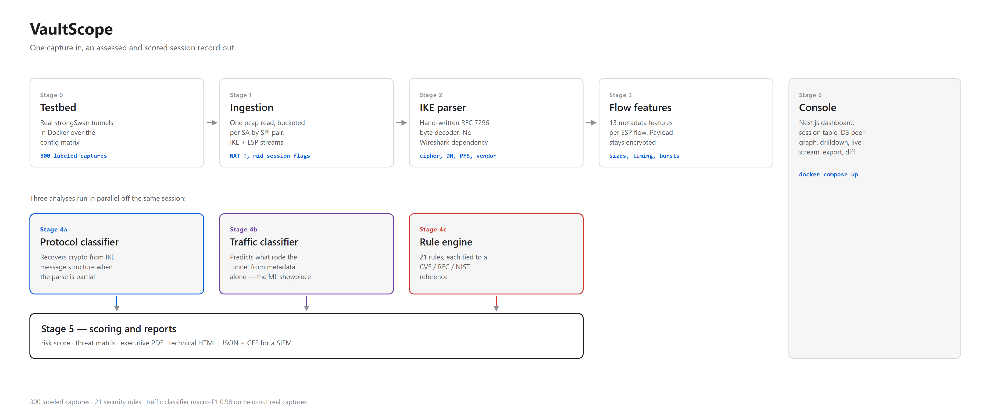 VaultScope
One capture in, an assessed and scored session record out.
Stage 0
Testbed
Real strongSwan tunnels
in Docker over the
config matrix
300 labeled captures
Stage 1
Ingestion
One pcap read, bucketed
per SA by SPI pair.
IKE + ESP streams
NAT-T, mid-session flags
Stage 2
IKE parser
Hand-written RFC 7296
byte decoder. No
Wireshark dependency
cipher, DH, PFS, vendor
Stage 3
Flow features
13 metadata features
per ESP flow. Payload
stays encrypted
sizes, timing, bursts
Stage 6
Console
Next.js dashboard:
session table, D3 peer
graph, drilldown, live
stream, export, diff
docker compose up
Three analyses run in parallel off the same session:
Stage 4a
Protocol classifier
Recovers crypto from IKE
message structure when
the parse is partial
Stage 4b
Traffic classifier
Predicts what rode the
tunnel from metadata
alone — the ML showpiece
Stage 4c
Rule engine
21 rules, each tied to a
CVE / RFC / NIST
reference
Stage 5 — scoring and reports
risk score · threat matrix · executive PDF · technical HTML · JSON + CEF for a SIEM
300 labeled captures · 21 security rules · traffic classifier macro-F1 0.98 on held-out real captures